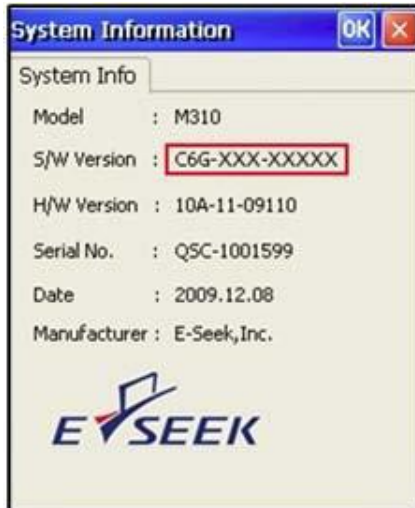 System Information OK
System Info
Model : M310
S/W Version : C6G-XXX-XXXXX
H/W Version : 10A-11-09110
Serial No. : QSC-1001599
Date : 2009.12.08
Manufacturer : E-Seek,Inc.
E SEEK